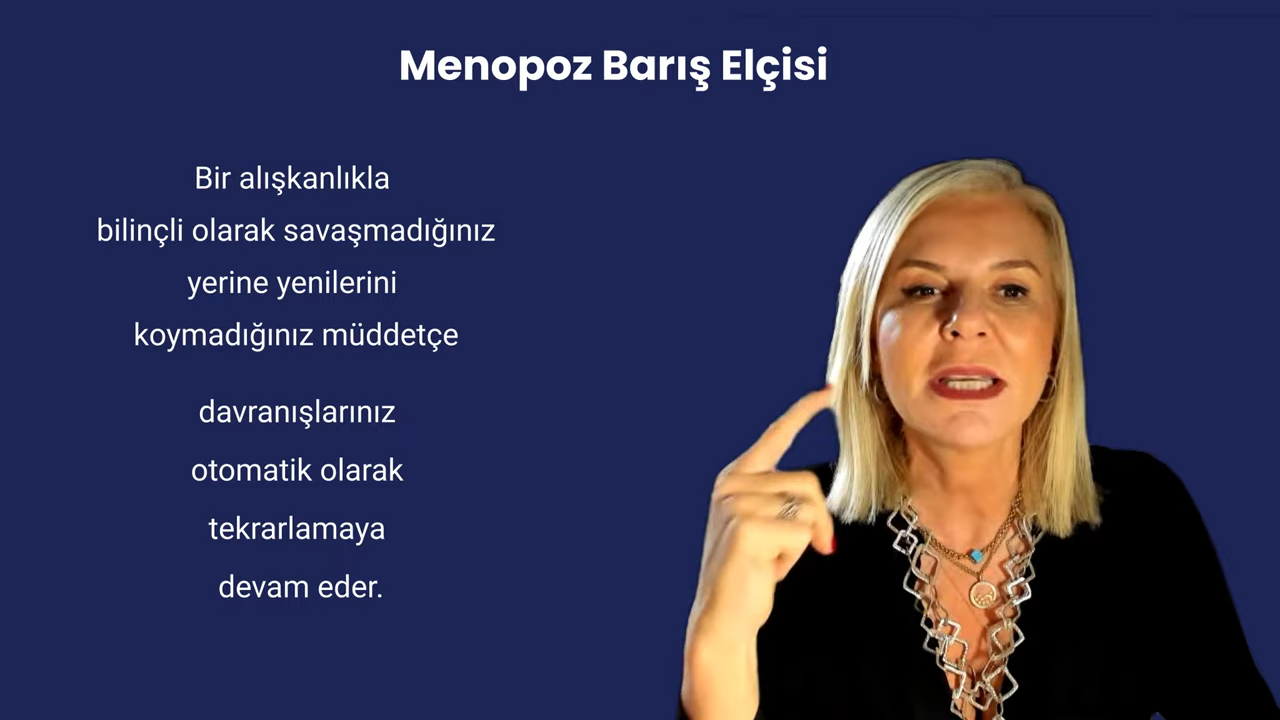 Menopoz Barış Elçisi
Bir alışkanlıkla
bilinçli olarak savaşmadığınız
yerine yenilerini
koymadığınız müddetçe
davranışlarınız
otomatik olarak
tekrarlamaya
devam eder.